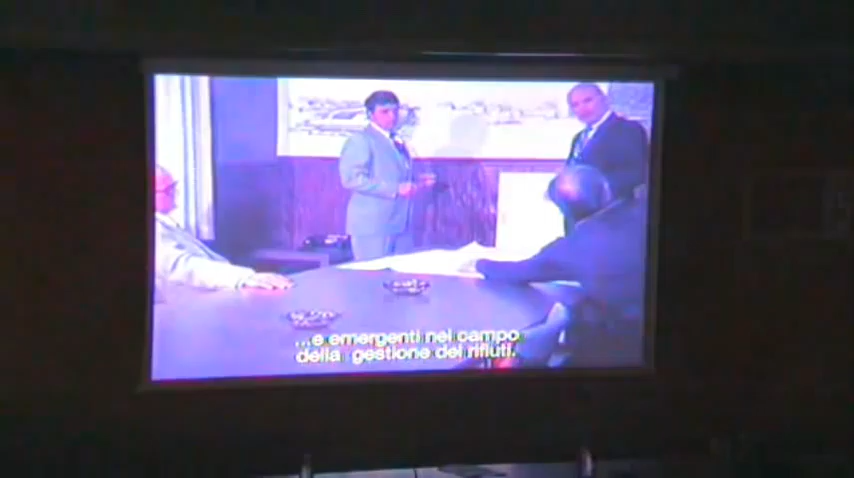 ...e emergenti nel campo
della gestione dei rifiuti.